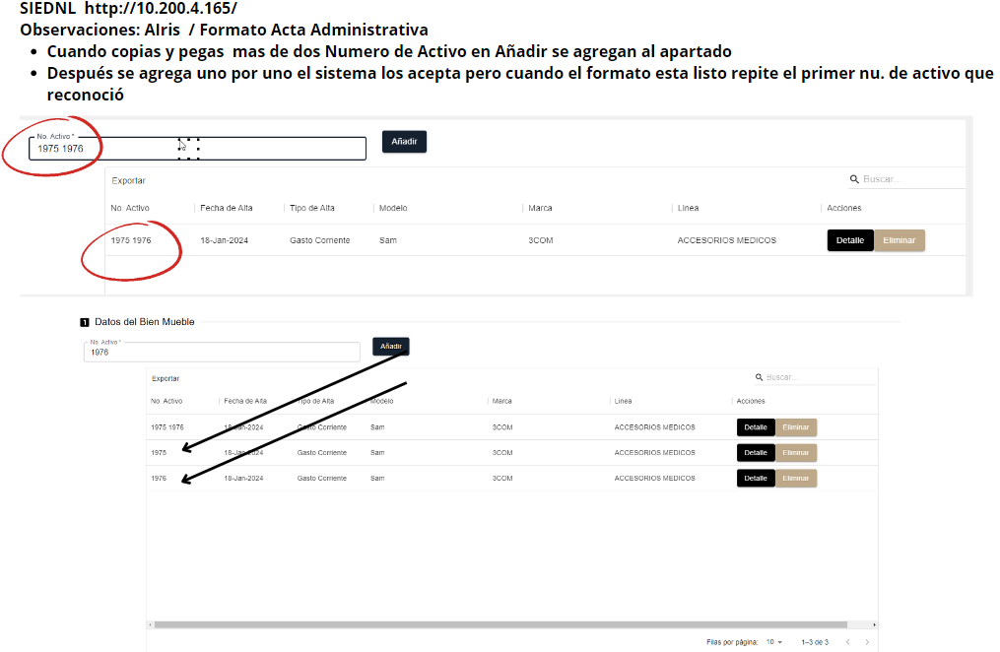 SIEDNL http://10.200.4.165/
Observaciones: AIris / Formato Acta Administrativa
• Cuando copias y pegas mas de dos Numero de Activo en Añadir se agregan al apartado
• Después se agrega uno por uno el sistema los acepta pero cuando el formato esta listo repite el primer nu. de activo que
reconoció
No. Activo *
1975 1976
Añadir
Exportar
Buscar...
No. Activo Fecha de Alta Tipo de Alta Modelo Marca Linea Acciones
1975 1976 18-Jan-2024 Gasto Corriente Sam 3COM ACCESORIOS MEDICOS Detalle Eliminar
1 Datos del Bien Mueble
No. Activo *
1976
Añadir
Exportar
Buscar...
No. Activo Fecha de Alta Tipo de Alta Modelo Marca Linea Acciones
1975 1976 18-Jan-2024 Gasto Corriente Sam 3COM ACCESORIOS MEDICOS Detalle Eliminar
1975 18-Jan-2024 Gasto Corriente Sam 3COM ACCESORIOS MEDICOS Detalle Eliminar
1976 18-Jan-2024 Gasto Corriente Sam 3COM ACCESORIOS MEDICOS Detalle Eliminar
Filas por página: 10 1–3 de 3